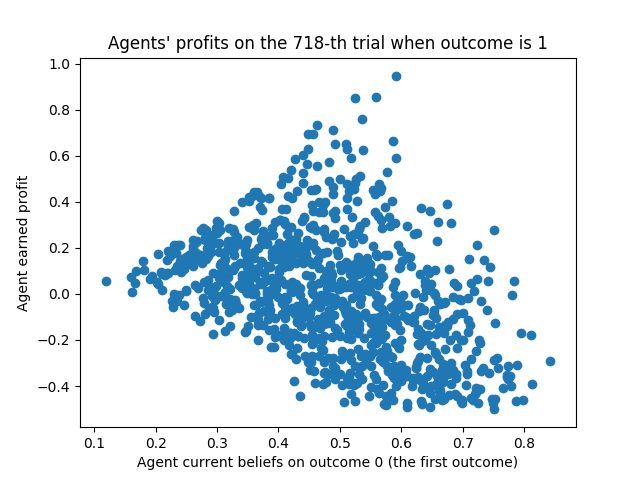 Agents' profits on the 718-th trial when outcome is 1
1.0
0.8
0.6
0.4
0.2
0.0
−0.2
−0.4
Agent earned profit
0.1 0.2 0.3 0.4 0.5 0.6 0.7 0.8
Agent current beliefs on outcome 0 (the first outcome)